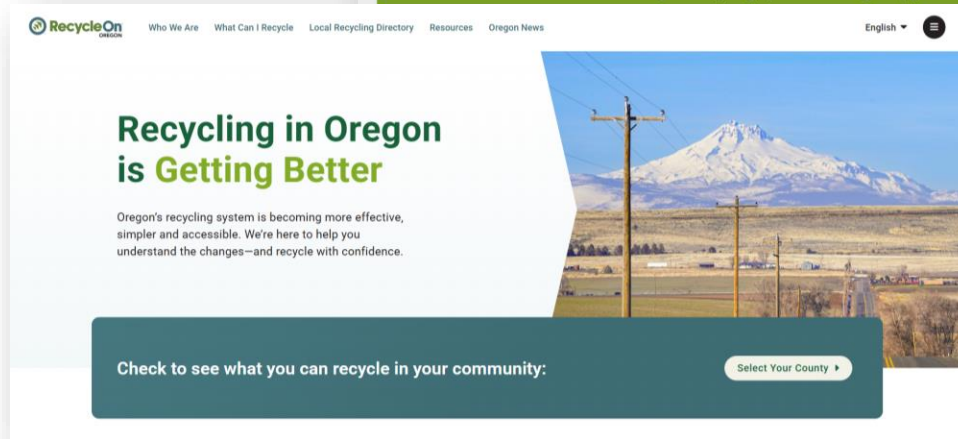 RecycleOn
OREGON
Who We Are
What Can I Recycle
Local Recycling Directory
Resources
Oregon News
English
Recycling in Oregon
is Getting Better
Oregon's recycling system is becoming more effective,
simpler and accessible. We're here to help you
understand the changes—and recycle with confidence.
Check to see what you can recycle in your community:
Select Your County